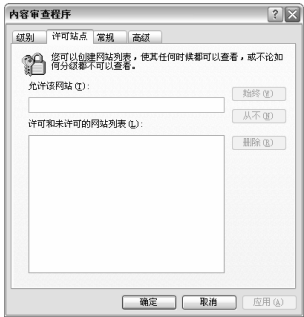 内容审查程序
级别 许可站点 常规 高级
您可以创建网站列表，使其任何时候都可以查看，或不论如
何分级都不可以查看。
允许该网站(T):
始终(W)
从不(N)
许可和未许可的网站列表(L):
删除(R)
确定 取消 应用(A)